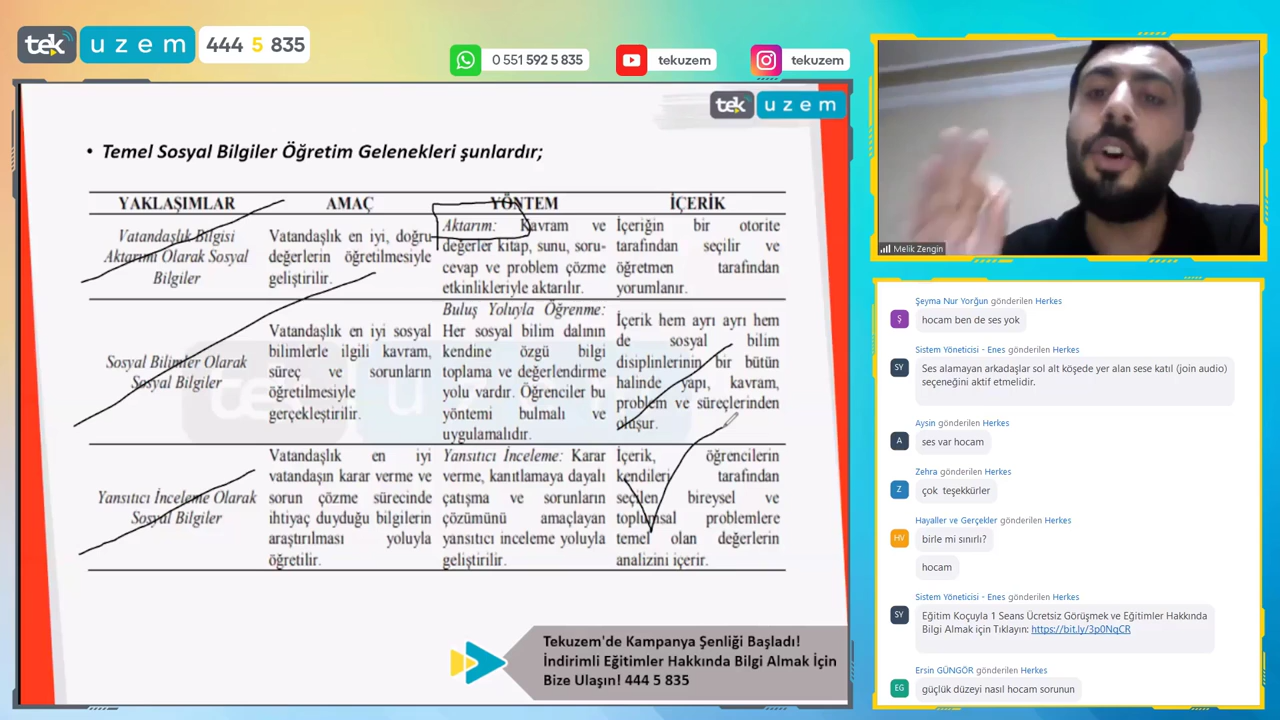 tek uzem 444 5 835
0 551 592 5 835
tekuzem
tekuzem
tek uzem
• Temel Sosyal Bilgiler Öğretim Gelenekleri şunlardır;
YAKLAŞIMLAR AMAÇ YÖNTEM İÇERİK
Vatandaşlık Bilgisi
Aktarımı Olarak Sosyal
Bilgiler
Vatandaşlık en iyi, doğru
değerlerin öğretilmesiyle
geliştirilir.
Aktarım: Kavram ve
değerler kitap, sunu, soru-
cevap ve problem çözme
etkinlikleriyle aktarılır.
İçeriğin bir otorite
tarafından seçilir ve
öğretmen tarafından
yorumlanır.
Sosyal Bilimler Olarak
Sosyal Bilgiler
Vatandaşlık en iyi sosyal
bilimlerle ilgili kavram,
süreç ve sorunların
öğretilmesiyle
gerçekleştirilir.
Buluş Yoluyla Öğrenme:
Her sosyal bilim dalının
kendine özgü bilgi
toplama ve değerlendirme
yolu vardır. Öğrenciler bu
yöntemi bulmalı ve
uygulamalıdır.
İçerik hem ayrı ayrı hem
de sosyal bilim
disiplinlerinin bir bütün
halinde yapı, kavram,
problem ve süreçlerinden
oluşur.
Yansıtıcı İnceleme Olarak
Sosyal Bilgiler
Vatandaşlık en iyi
vatandaşın karar verme ve
sorun çözme sürecinde
ihtiyaç duyduğu bilgilerin
araştırılması yoluyla
öğretilir.
Yansıtıcı İnceleme: Karar
verme, kanıtlamaya dayalı
çatışma ve sorunların
çözümünü amaçlayan
yansıtıcı inceleme yoluyla
geliştirilir.
İçerik, öğrencilerin
kendileri tarafından
seçilen, bireysel ve
toplumsal problemlere
temel olan değerlerin
analizini içerir.
Tekuzem'de Kampanya Şenliği Başladı!
İndirimli Eğitimler Hakkında Bilgi Almak İçin
Bize Ulaşın! 444 5 835
Melik Zengin
Şeyma Nur Yorğun gönderilen Herkes
Ş
hocam ben de ses yok
Sistem Yöneticisi - Enes gönderilen Herkes
SY
Ses alamayan arkadaşlar sol alt köşede yer alan sese katıl (join audio)
seçeneğini aktif etmelidir.
Aysin gönderilen Herkes
A
ses var hocam
Zehra gönderilen Herkes
Z
çok teşekkürler
Hayaller ve Gerçekler gönderilen Herkes
HV
birle mi sınırlı?
hocam
Sistem Yöneticisi - Enes gönderilen Herkes
SY
Eğitim Koçuyla 1 Seans Ücretsiz Görüşmek ve Eğitimler Hakkında
Bilgi Almak için Tıklayın: https://bit.ly/3p0NqCR
Ersin GÜNGÖR gönderilen Herkes
EG
güçlük düzeyi nasıl hocam sorunun